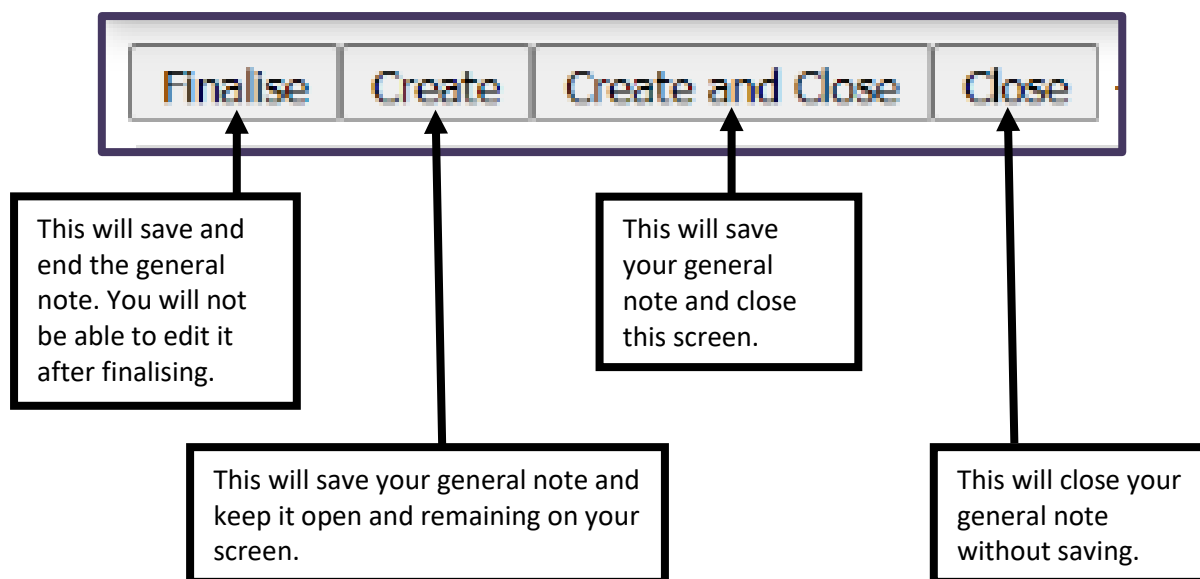 Finalise Create Create and Close Close
This will save and
end the general
note. You will not
be able to edit it
after finalising.
This will save
your general
note and close
this screen.
This will save your general note and
keep it open and remaining on your
screen.
This will close your
general note
without saving.